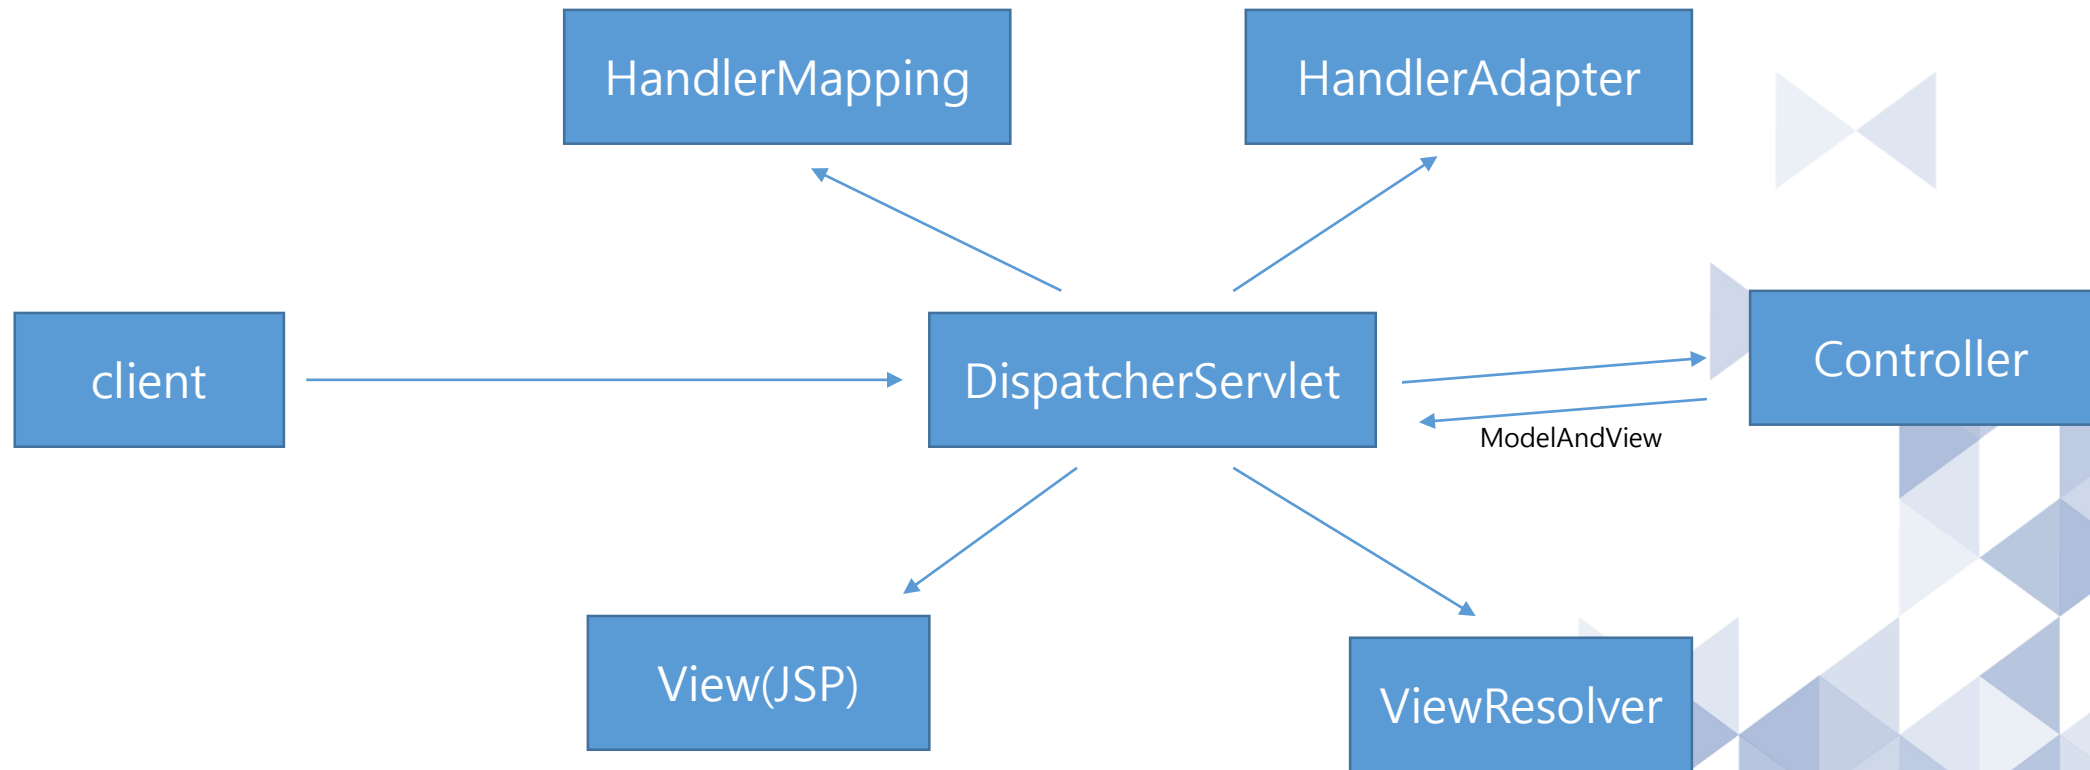 HandlerMapping
HandlerAdapter
client
DispatcherServlet
Controller
ModelAndView
View(JSP)
ViewResolver